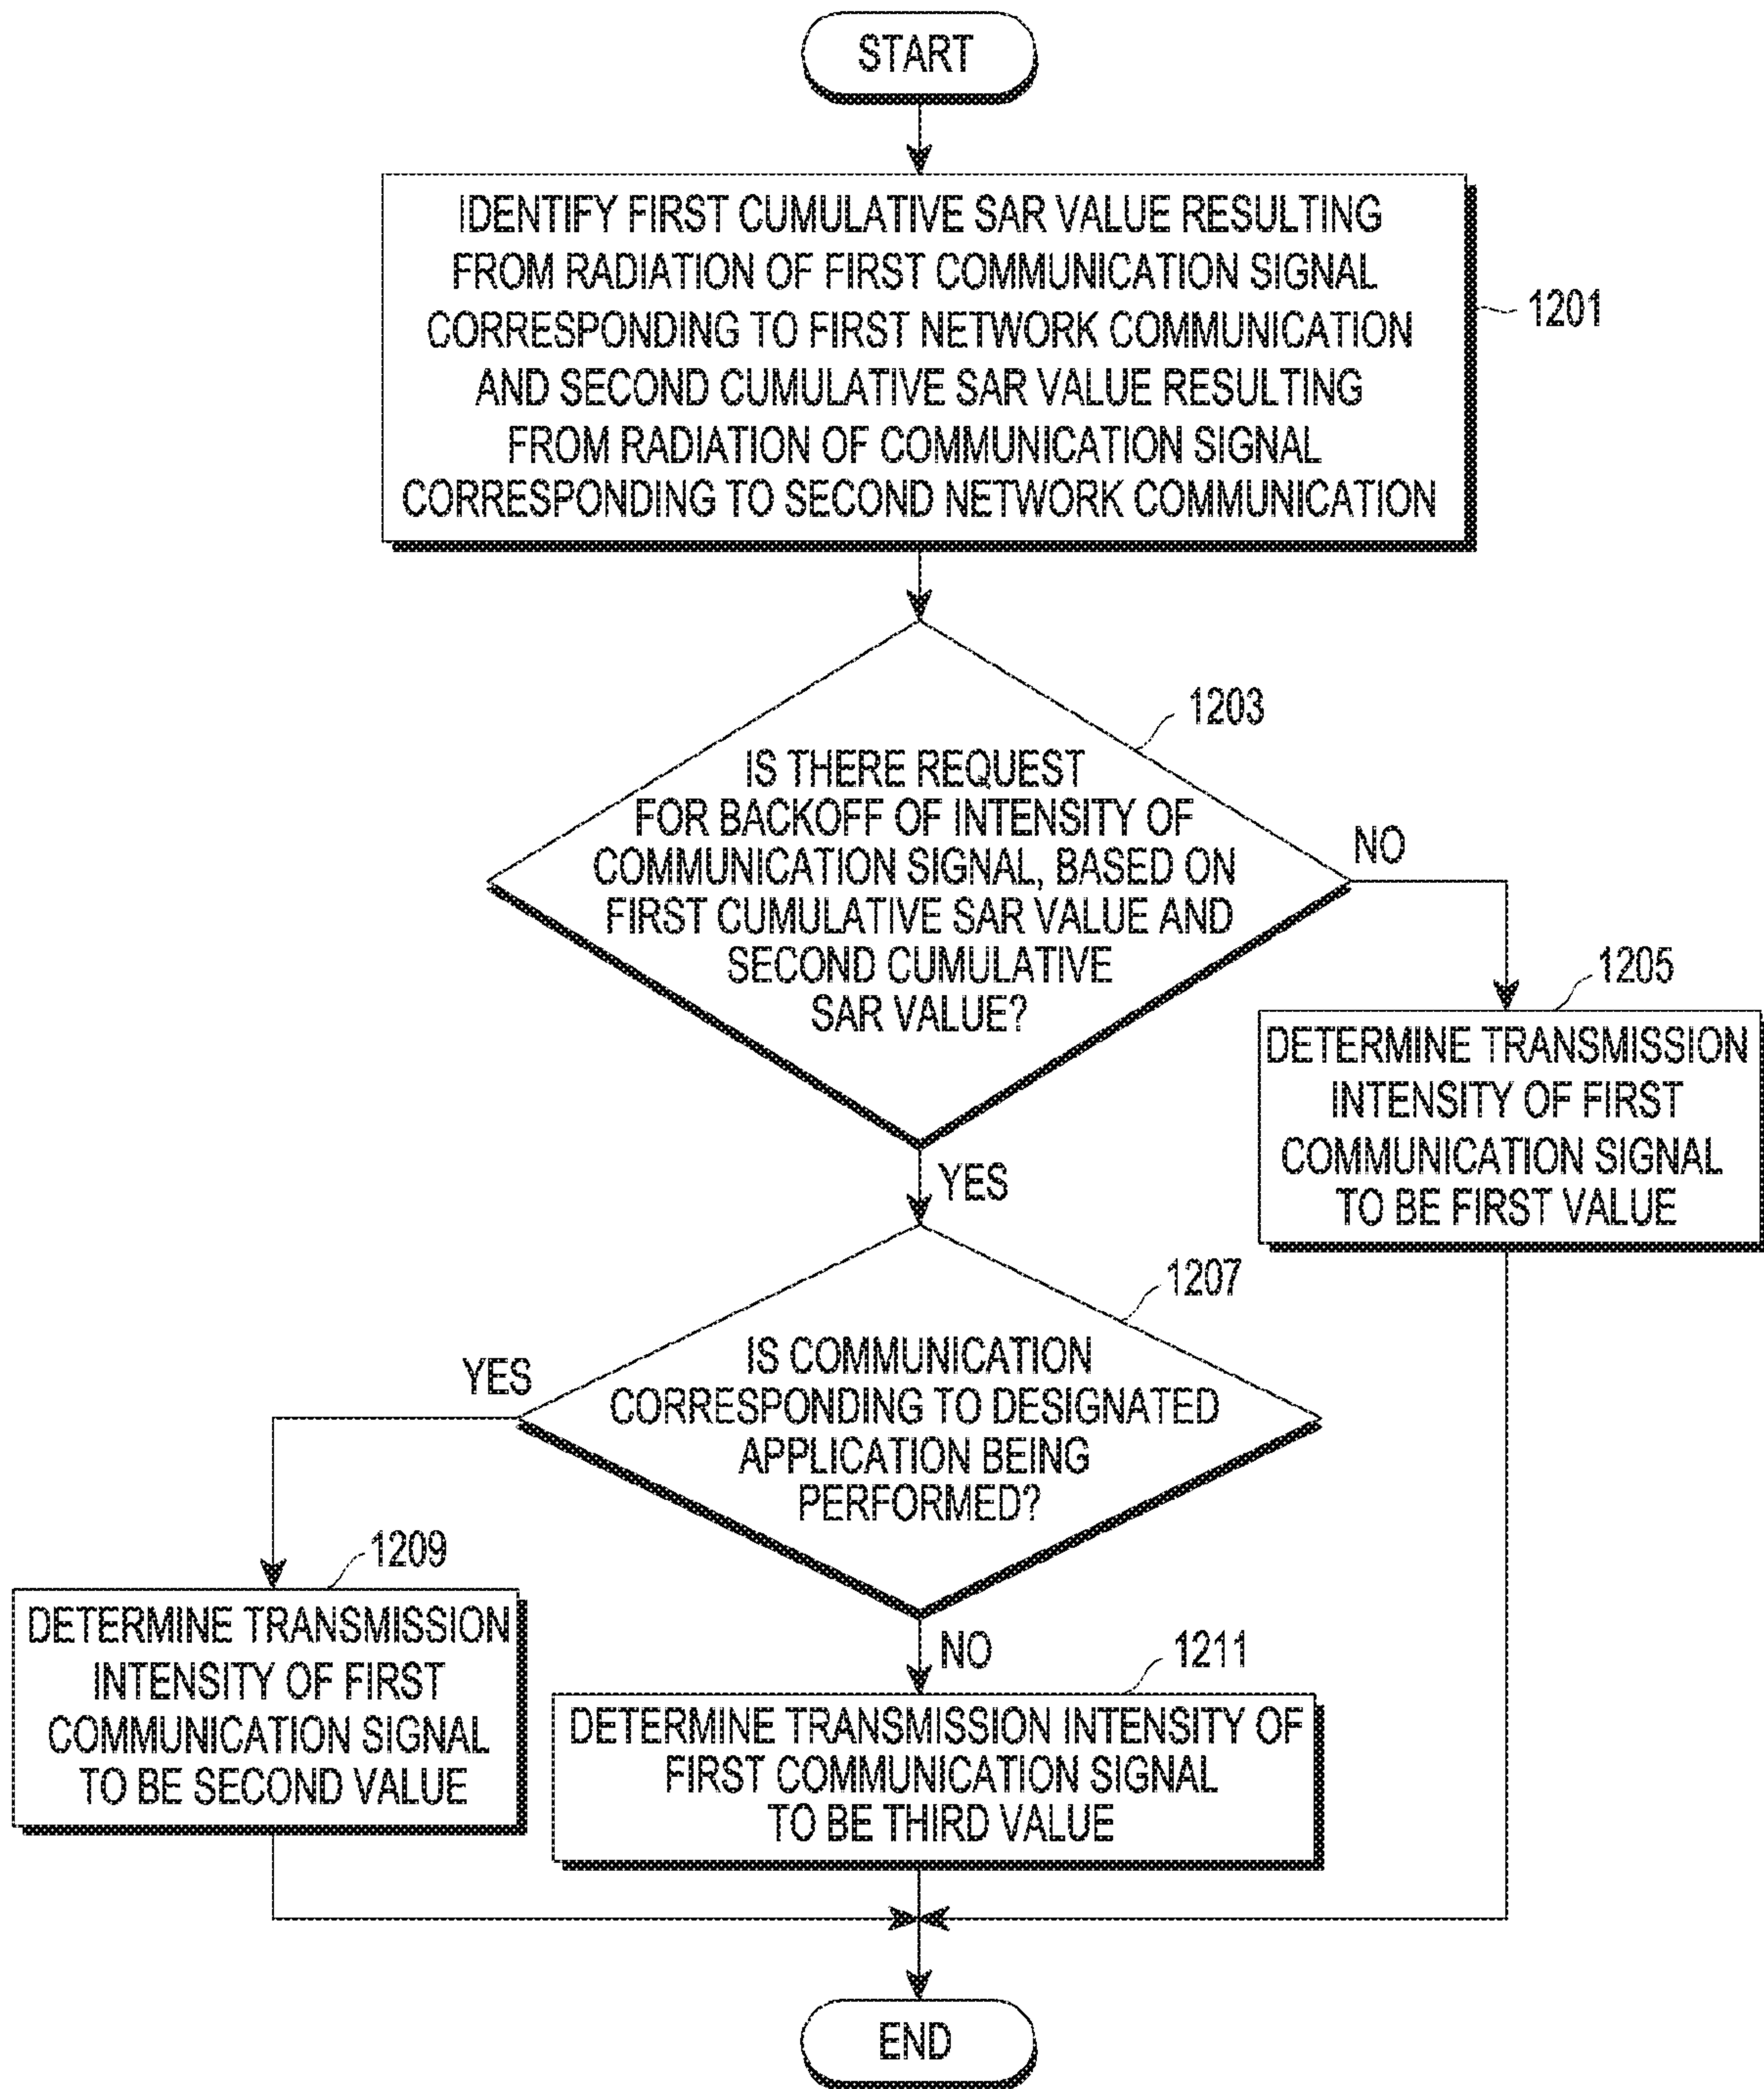 START
IDENTIFY FIRST CUMULATIVE SAR VALUE RESULTING
FROM RADIATION OF FIRST COMMUNICATION SIGNAL
CORRESPONDING TO FIRST NETWORK COMMUNICATION
AND SECOND CUMULATIVE SAR VALUE RESULTING
FROM RADIATION OF COMMUNICATION SIGNAL
CORRESPONDING TO SECOND NETWORK COMMUNICATION
1201
1203
IS THERE REQUEST
FOR BACKOFF OF INTENSITY OF
COMMUNICATION SIGNAL, BASED ON
FIRST CUMULATIVE SAR VALUE AND
SECOND CUMULATIVE
SAR VALUE?
NO
1205
DETERMINE TRANSMISSION
INTENSITY OF FIRST
COMMUNICATION SIGNAL
TO BE FIRST VALUE
YES
1207
IS COMMUNICATION
CORRESPONDING TO DESIGNATED
APPLICATION BEING
PERFORMED?
YES
1209
DETERMINE TRANSMISSION
INTENSITY OF FIRST
COMMUNICATION SIGNAL
TO BE SECOND VALUE
NO
1211
DETERMINE TRANSMISSION INTENSITY OF
FIRST COMMUNICATION SIGNAL
TO BE THIRD VALUE
END